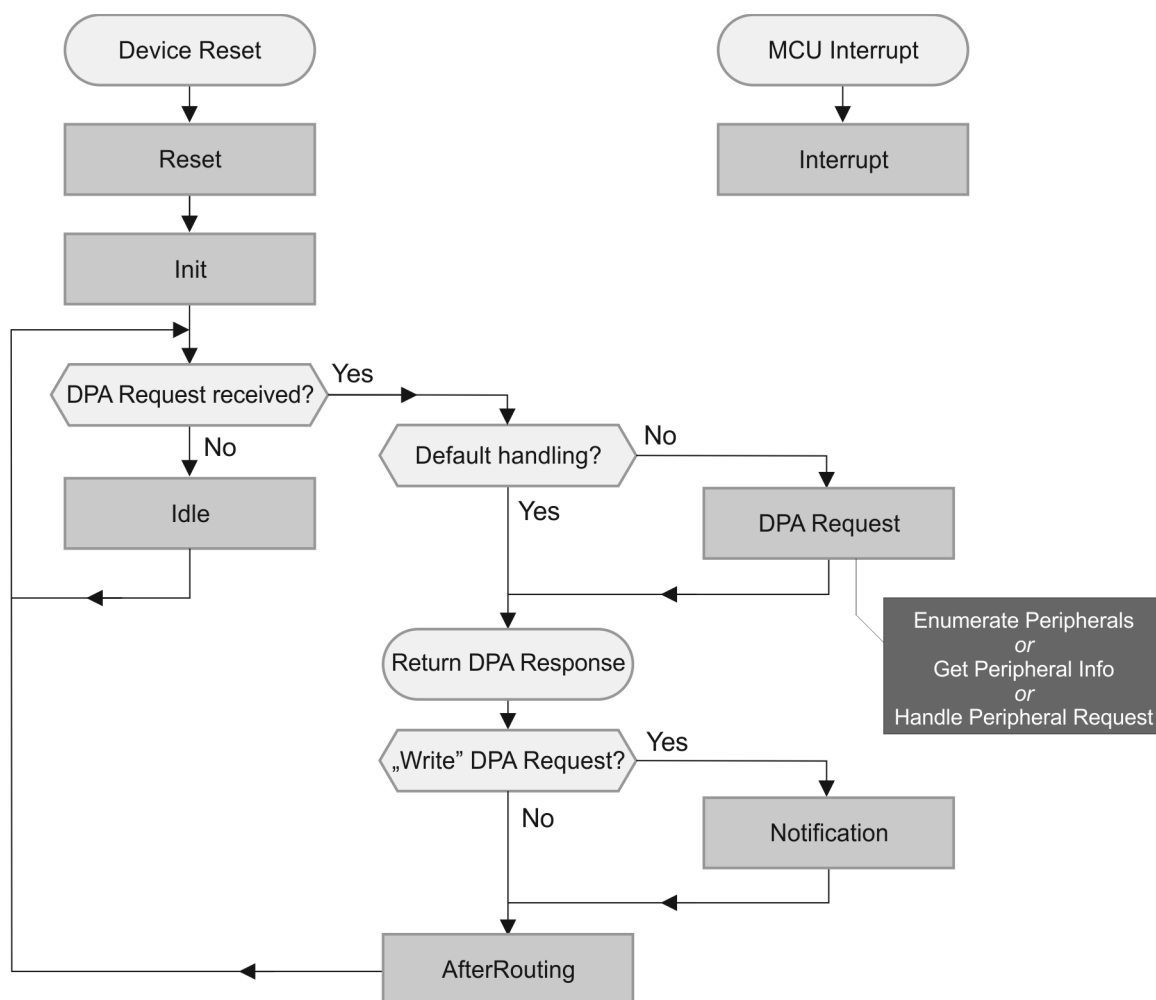 Device Reset
MCU Interrupt
Reset
Interrupt
Init
DPA Request received?
Yes
No
Default handling?
No
Idle
Yes
DPA Request
Enumerate Peripherals
or
Get Peripheral Info
or
Handle Peripheral Request
Return DPA Response
„Write” DPA Request?
Yes
No
Notification
AfterRouting